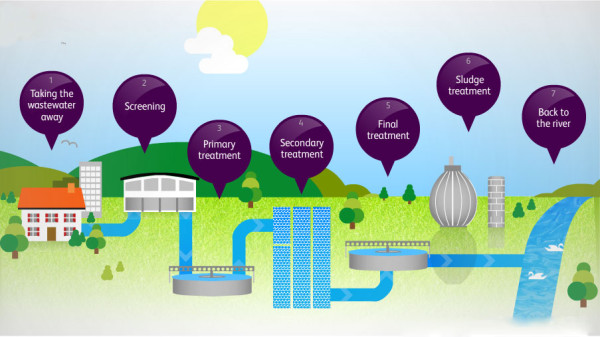 1
Taking the
wastewater
away
2
Screening
3
Primary
treatment
4
Secondary
treatment
5
Final
treatment
6
Sludge
treatment
7
Back to
the river